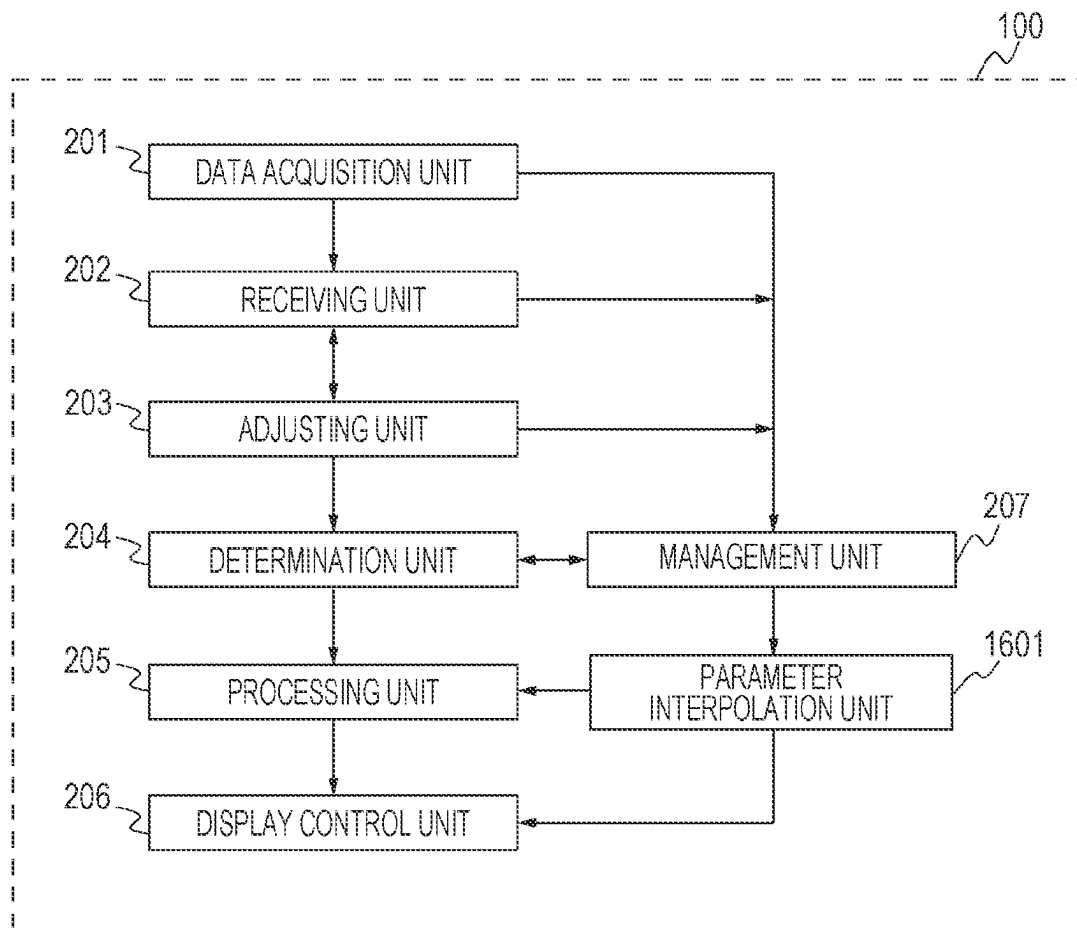 100
201
DATA ACQUISITION UNIT
202
RECEIVING UNIT
203
ADJUSTING UNIT
204
DETERMINATION UNIT
207
MANAGEMENT UNIT
205
PROCESSING UNIT
1601
PARAMETER
INTERPOLATION UNIT
206
DISPLAY CONTROL UNIT